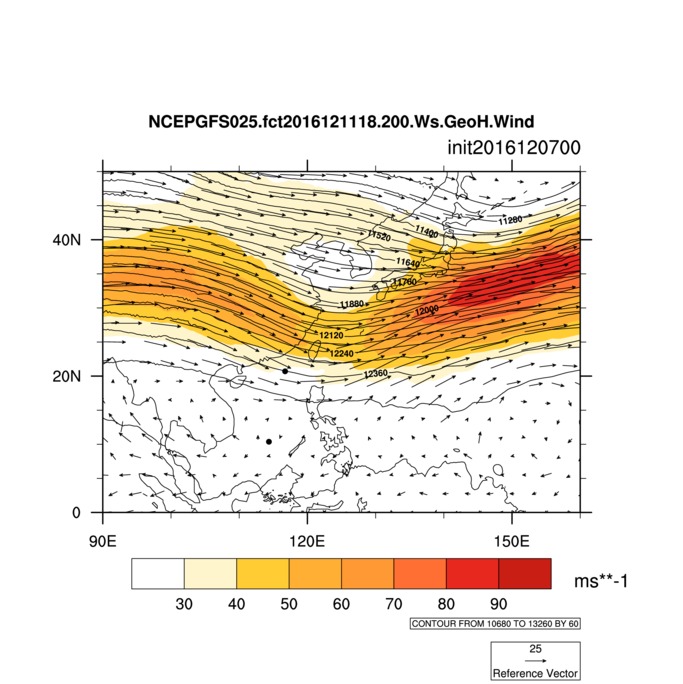 NCEPGFS025.fct2016121118.200.Ws.GeoH.Wind
init2016120700
11280
11400
11520
40N
11640
11760
11880
12000
12120
12240
12360
20N
0
90E 120E 150E
ms**-1
30 40 50 60 70 80 90
CONTOUR FROM 10680 TO 13260 BY 60
25
Reference Vector